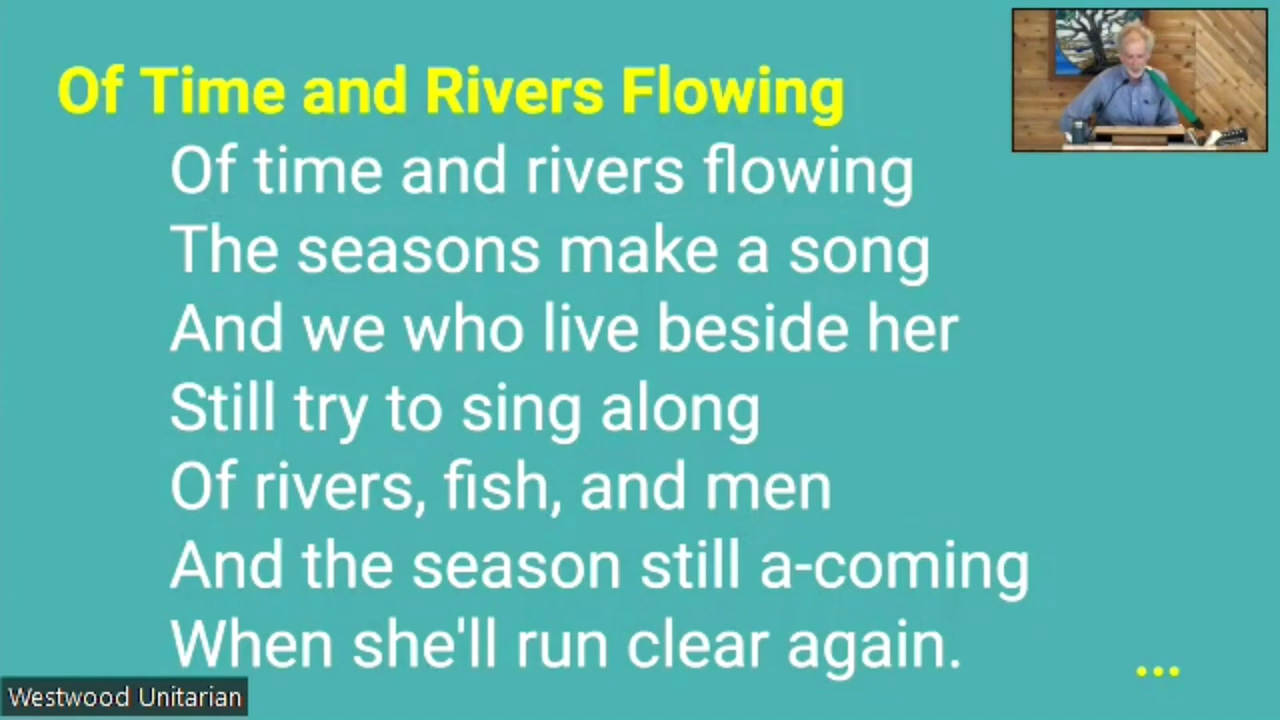 Of Time and Rivers Flowing
Of time and rivers flowing
The seasons make a song
And we who live beside her
Still try to sing along
Of rivers, fish, and men
And the season still a-coming
When she'll run clear again.
...
Westwood Unitarian